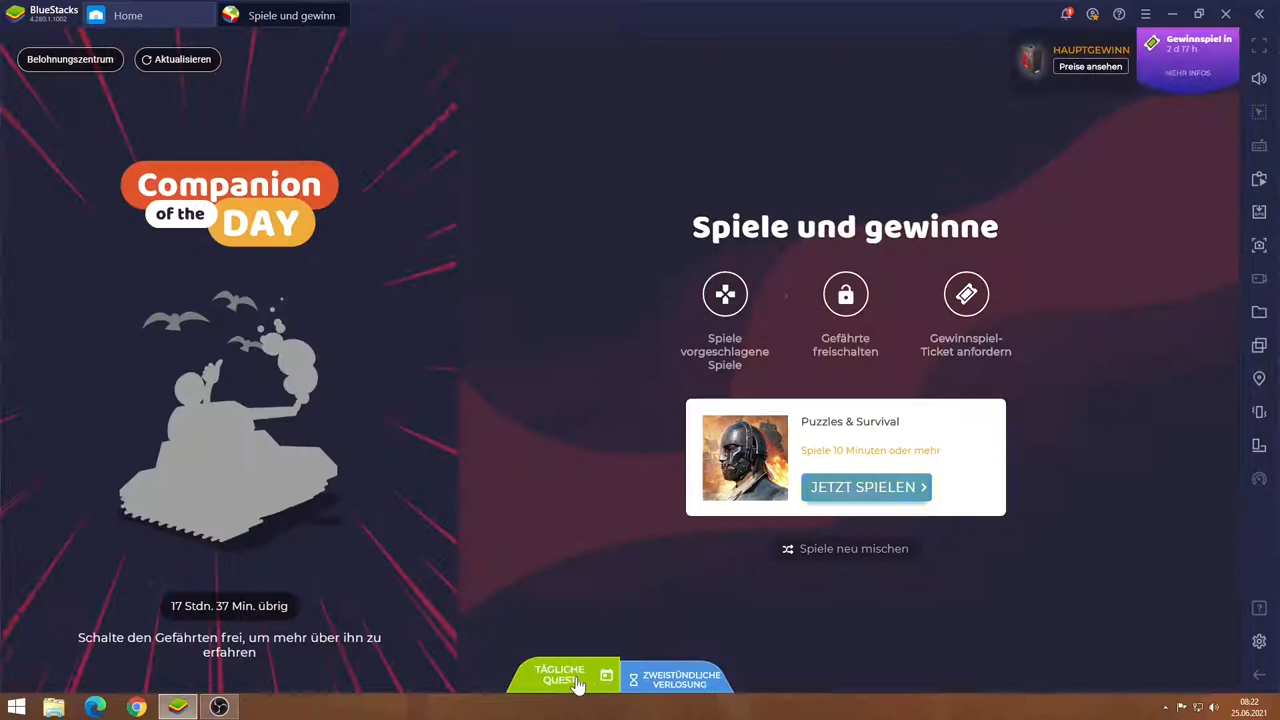 BlueStacks
4.280.1.1002
Home
Spiele und gewinn
Belohnungszentrum
Aktualisieren
HAUPTGEWINN
Preise ansehen
Gewinnspiel in
2 d 17 h
MEHR INFOS
Companion
of the
DAY
Spiele und gewinne
Spiele
vorgeschlagene
Spiele
Gefährte
freischalten
Gewinnspiel-
Ticket anfordern
Puzzles & Survival
Spiele 10 Minuten oder mehr
JETZT SPIELEN
Spiele neu mischen
17 Stdn. 37 Min. übrig
Schalte den Gefährten frei, um mehr über ihn zu
erfahren
TÄGLICHE
QUEST
ZWEISTÜNDLICHE
VERLOSUNG
08:22
25.06.2021